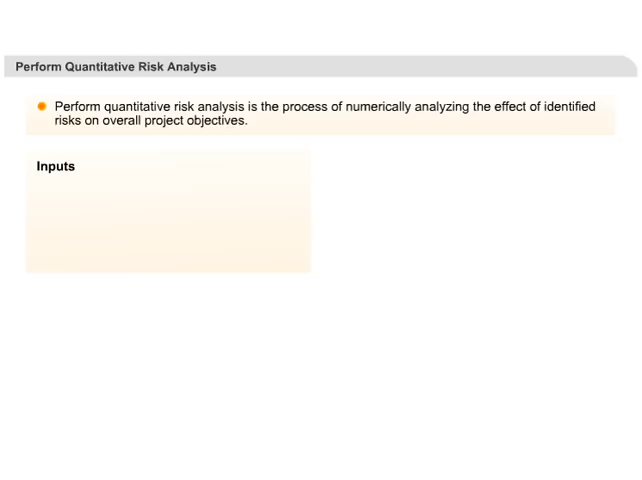 Perform Quantitative Risk Analysis
Perform quantitative risk analysis is the process of numerically analyzing the effect of identified
risks on overall project objectives.
Inputs